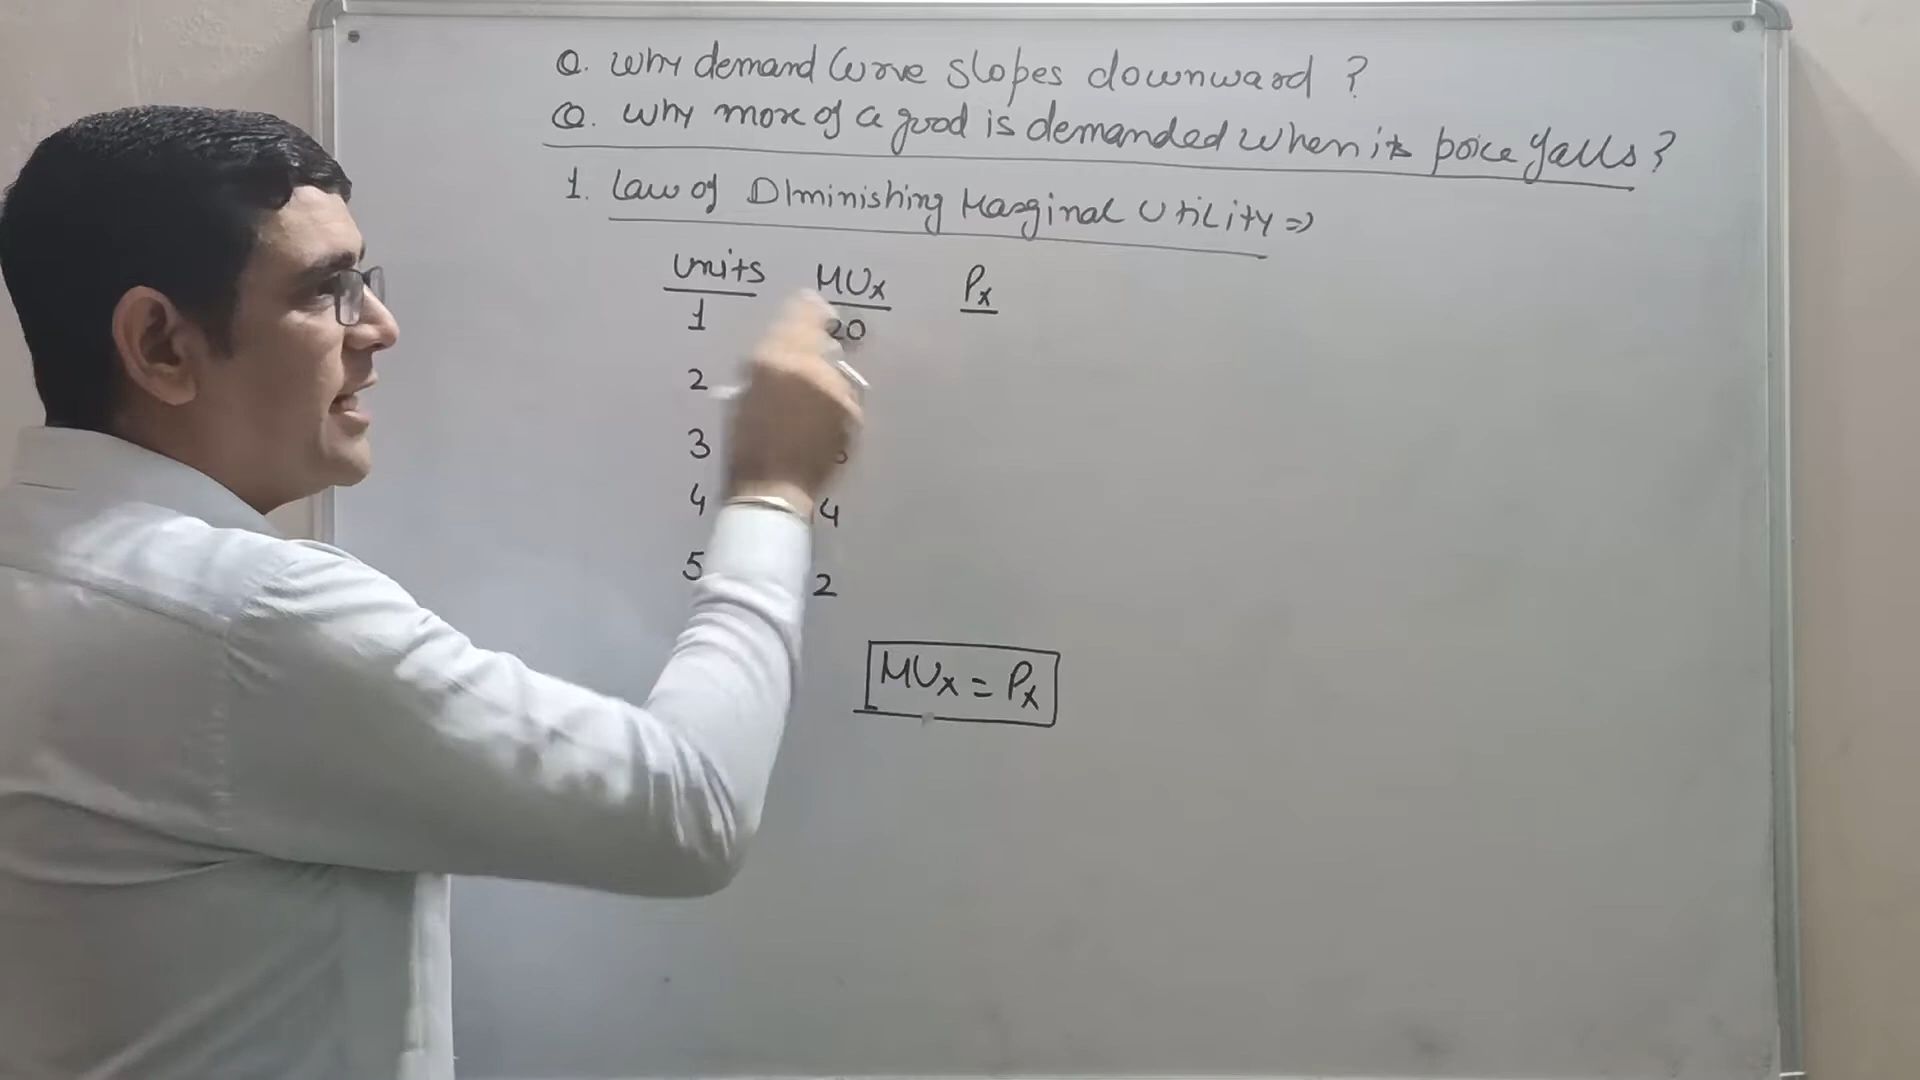 Q. Why demand Curve slopes downward ?
Q. Why more of a good is demanded when its price falls ?
1. Law of DIminishing Marginal Utility =>
Units MUx Px
1 20
2
3
4 4
5 2
MUx = Px